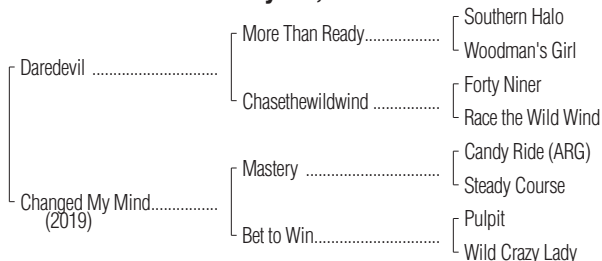 Southern Halo
More Than Ready
Woodman's Girl
Daredevil
Forty Niner
Chasethewildwind
Race the Wild Wind
Candy Ride (ARG)
Mastery
Steady Course
Changed My Mind
(2019)
Pulpit
Bet to Win
Wild Crazy Lady